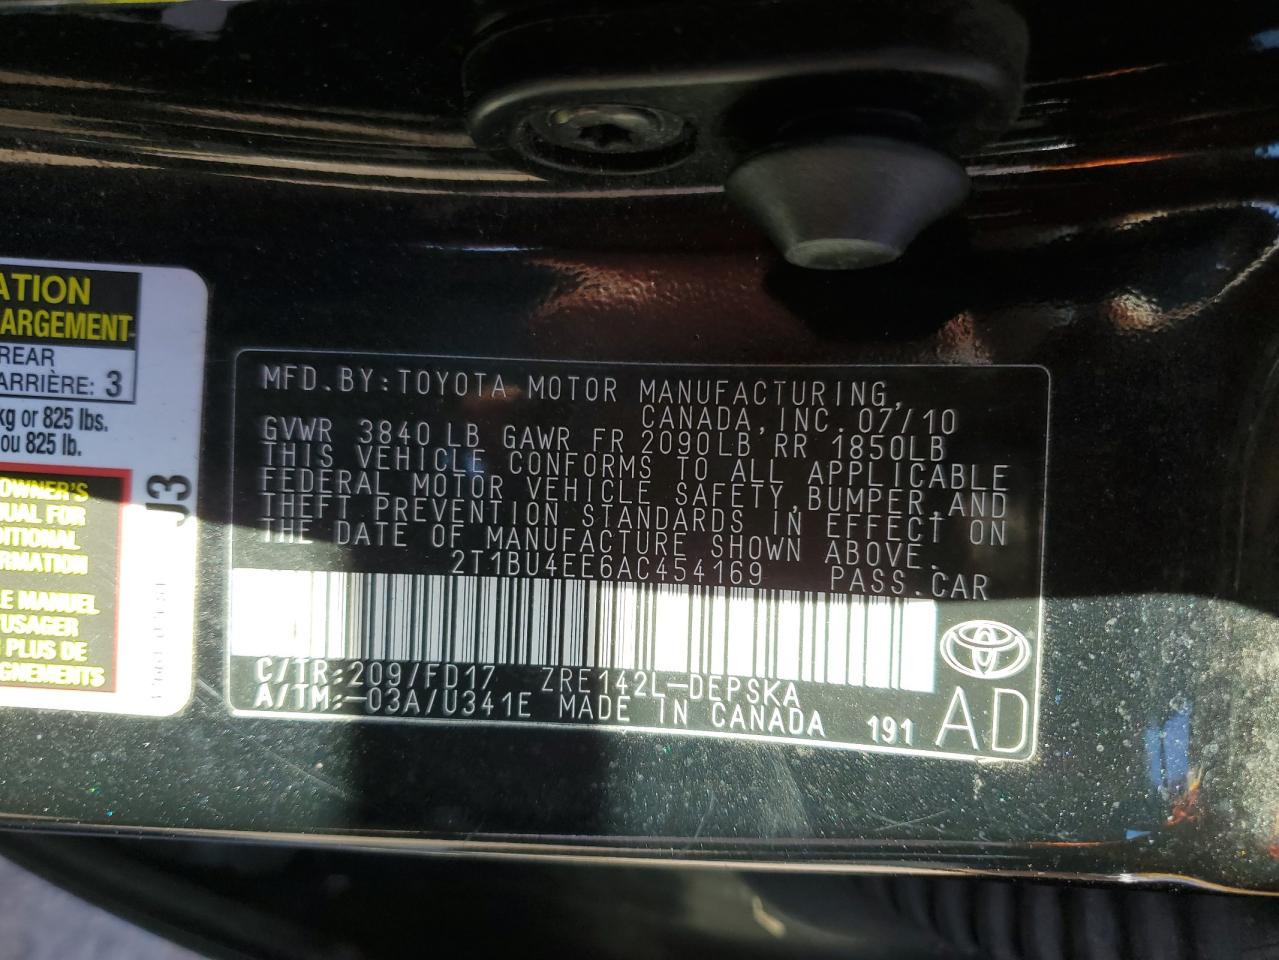 ATION
ARGEMENT
REAR
ARRIÈRE: 3
kg or 825 lbs.
ou 825 lb.
OWNER'S
UAL FOR
DITIONAL
E MANUEL
'USAGER
PLUS DE
GNEMENTS
J3
MFD.BY:TOYOTA MOTOR MANUFACTURING,
CANADA,INC. 07/10
GVWR 3840 LB GAWR FR 2090LB RR 1850LB
THIS VEHICLE CONFORMS TO ALL APPLICABLE
FEDERAL MOTOR VEHICLE SAFETY,BUMPER,AND
THEFT PREVENTION STANDARDS IN EFFECT ON
THE DATE OF MANUFACTURE SHOWN ABOVE.
2T1BU4EE6AC454169 PASS.CAR
C/TR:209/FD17 ZRE142L-DEPSKA
A/TM:-03A/U341E MADE IN CANADA 191
AD